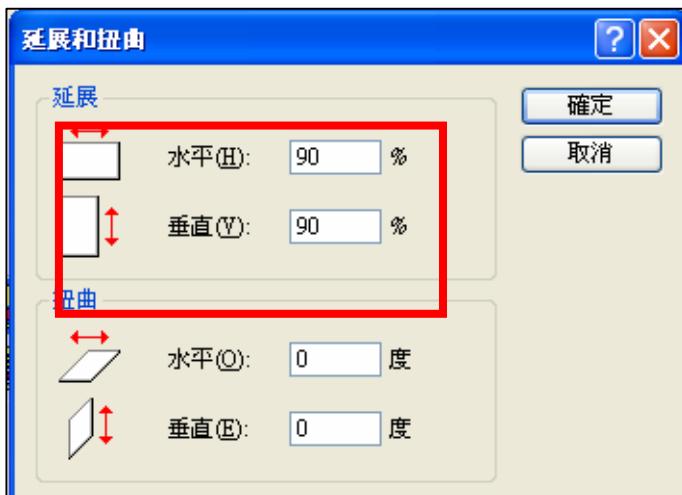 延展和扭曲
延展
確定
水平(H): 90 %
取消
垂直(V): 90 %
扭曲
水平(O): 0 度
垂直(E): 0 度